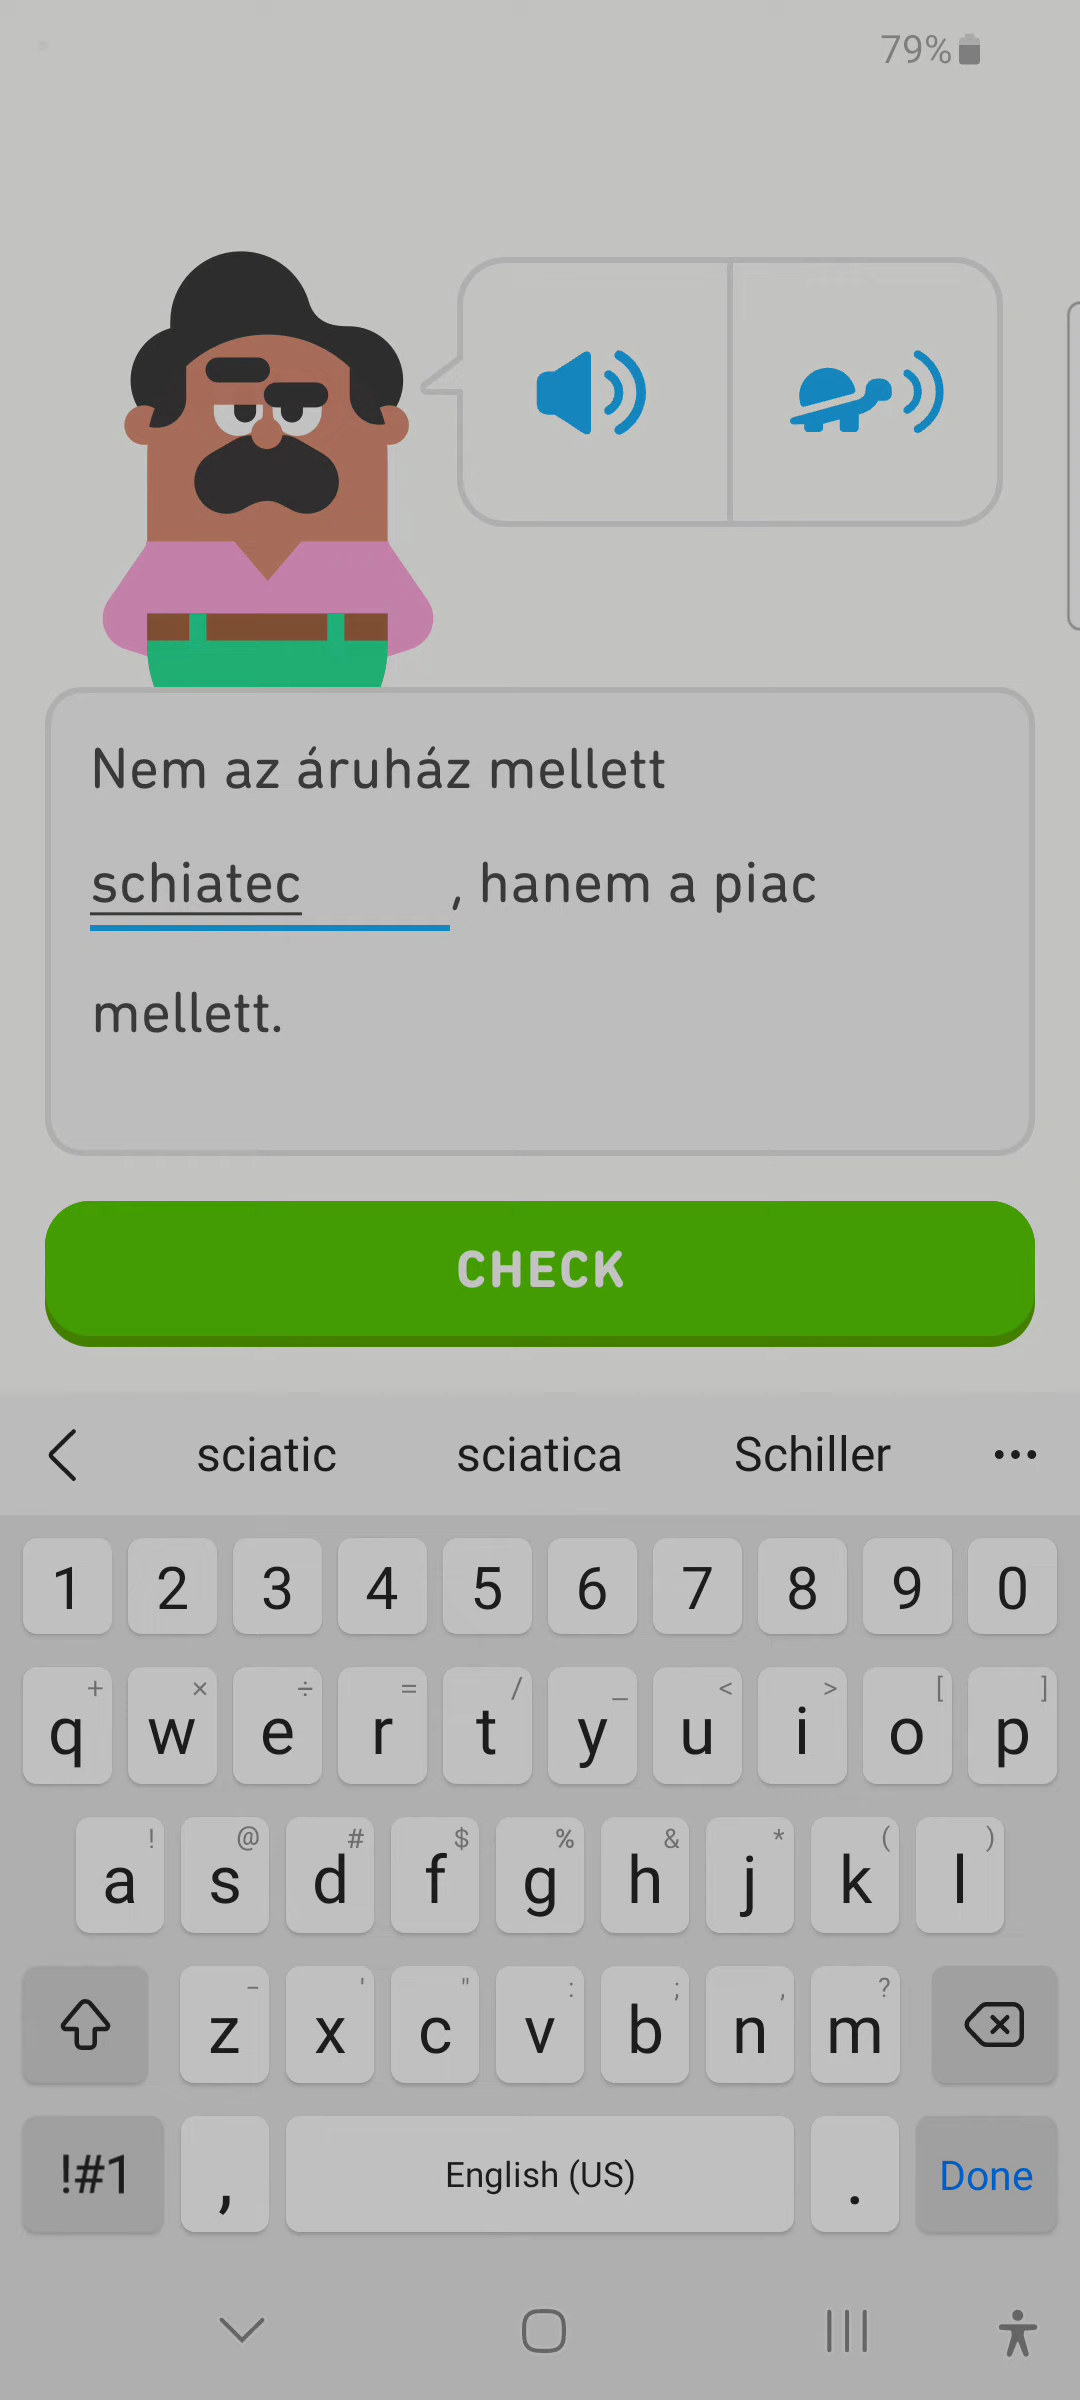 79%
Nem az áruház mellett
schiatec, hanem a piac
mellett.
CHECK
sciatic sciatica Schiller
1 2 3 4 5 6 7 8 9 0
+ × ÷ = / _ < > [ ]
q w e r t y u i o p
! @ # $ % & * ( )
a s d f g h j k l
- ' " : ; , ?
z x c v b n m
!#1 , English (US) . Done